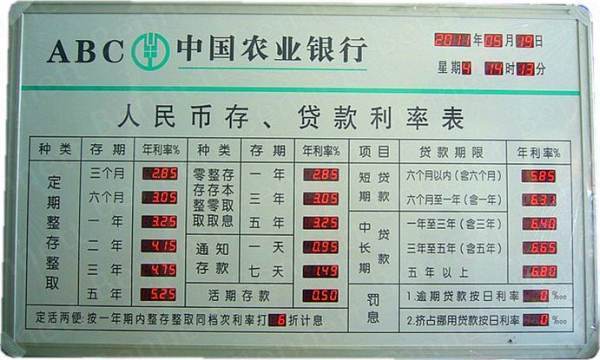 ABC 中国农业银行
2011年05月19日
星期4 14时13分
人民币存、贷款利率表
种类 存期 年利率%
定期整存整取
三个月 2.85
六个月 3.05
一年 3.25
二年 4.15
三年 4.75
五年 5.25
种类 存期 年利率%
零整存
存存本
整零取
取取息
一年 2.85
三年 3.05
五年 3.25
通知
存款
一天 0.95
七天 1.49
活期存款 0.50
定活两便:按一年期内整存整取同档次利率打6折计息
项目 贷款期限 年利率%
短期
贷款
六个月以内(含六个月) 5.85
六个月至一年(含一年) 6.31
中长期
贷款
一年至三年(含三年) 6.40
三年至五年(含五年) 6.65
五年以上 6.80
罚息
1.逾期贷款按日利率 0 ‱
2.挤占挪用贷款按日利率 0 ‱